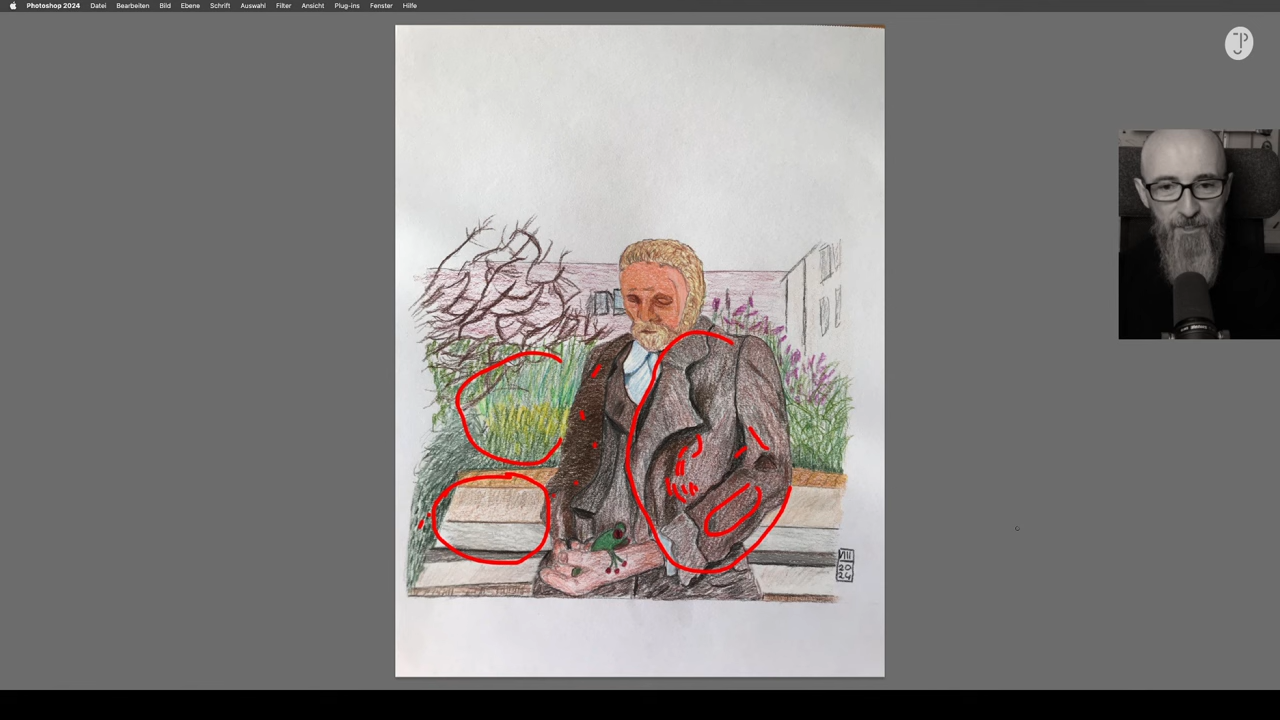 Photoshop 2024 Datei Bearbeiten Bild Ebene Schrift Auswahl Filter Ansicht Plug-ins Fenster Hilfe
VIII
20
24